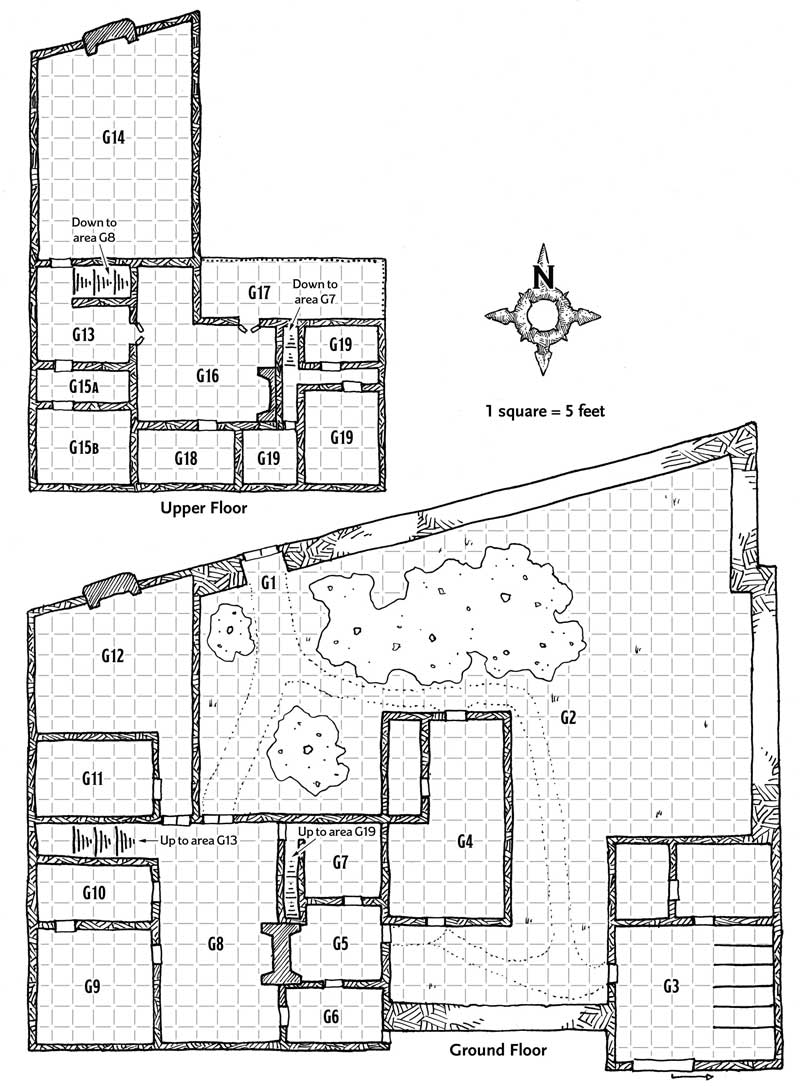 G14
Down to
area G8
G17
Down to
area G7
G13
G19
G16
G15A
G15B
G18
G19
G19
Upper Floor
N
1 square = 5 feet
G1
G12
G2
G11
Up to area G13
Up to area G19
G4
G7
G10
G8
G5
G9
G3
G6
Ground Floor